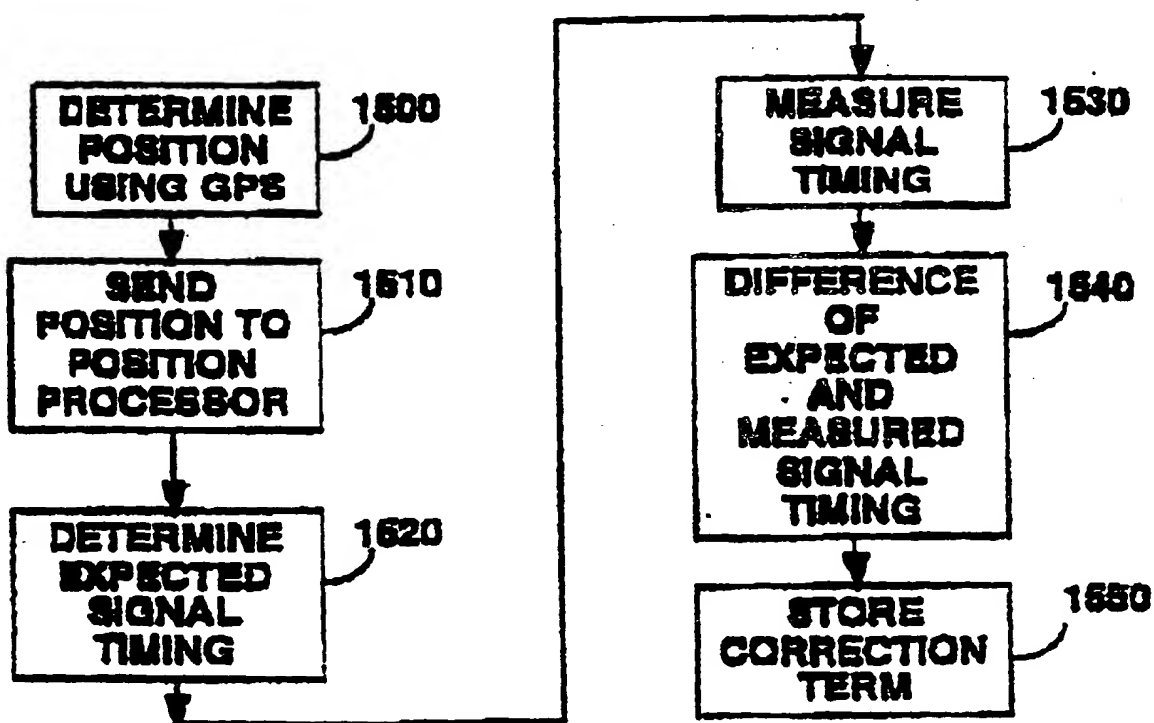 DETERMINE
POSITION
USING GPS
1500
SEND
POSITION TO
POSITION
PROCESSOR
1510
DETERMINE
EXPECTED
SIGNAL
TIMING
1520
MEASURE
SIGNAL
TIMING
1530
DIFFERENCE
OF
EXPECTED
AND
MEASURED
SIGNAL
TIMING
1540
STORE
CORRECTION
TERM
1550